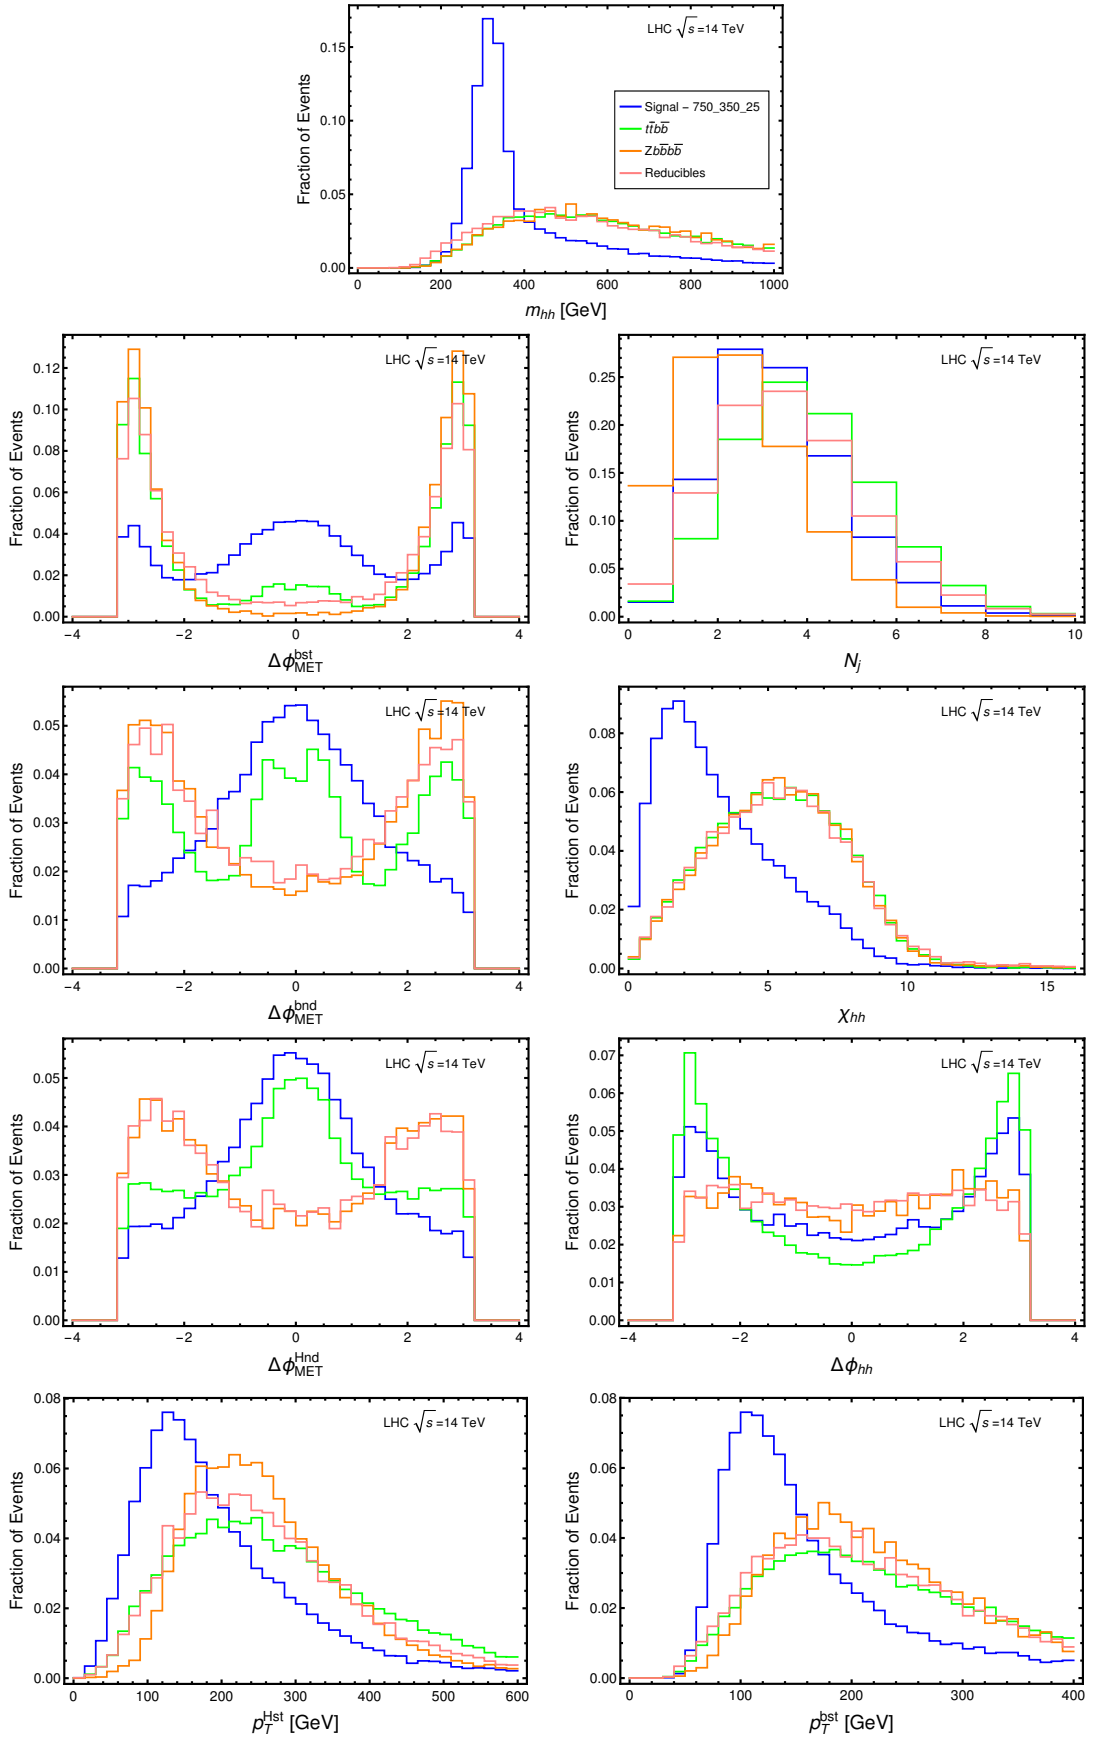 LHC √s=14 TeV
Fraction of Events
0.15
0.10
0.05
0.00
Signal - 750_350_25
tt̄bb̄
Zbb̄bb̄
Reducibles
0 200 400 600 800 1000
m_hh [GeV]
LHC √s=14 TeV
Fraction of Events
0.12
0.10
0.08
0.06
0.04
0.02
0.00
-4 -2 0 2 4
Δϕ_MET^bst
LHC √s=14 TeV
Fraction of Events
0.25
0.20
0.15
0.10
0.05
0.00
0 2 4 6 8 10
N_j
LHC √s=14 TeV
Fraction of Events
0.05
0.04
0.03
0.02
0.01
0.00
-4 -2 0 2 4
Δϕ_MET^bnd
LHC √s=14 TeV
Fraction of Events
0.08
0.06
0.04
0.02
0.00
0 5 10 15
χ_hh
LHC √s=14 TeV
Fraction of Events
0.05
0.04
0.03
0.02
0.01
0.00
-4 -2 0 2 4
Δϕ_MET^Hnd
LHC √s=14 TeV
Fraction of Events
0.07
0.06
0.05
0.04
0.03
0.02
0.01
0.00
-4 -2 0 2 4
Δϕ_hh
LHC √s=14 TeV
Fraction of Events
0.08
0.06
0.04
0.02
0.00
0 100 200 300 400 500 600
p_T^Hst [GeV]
LHC √s=14 TeV
Fraction of Events
0.08
0.06
0.04
0.02
0.00
0 100 200 300 400
p_T^bst [GeV]